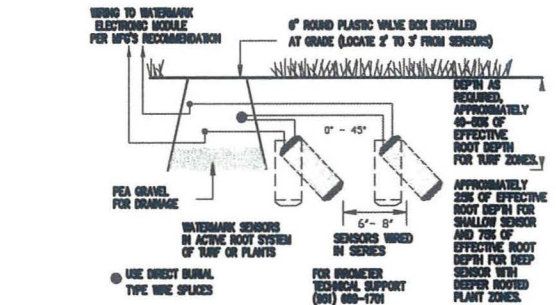 WIRING TO WATERMARK
ELECTRONIC MODULE
PER MFG'S RECOMMENDATION
6" ROUND PLASTIC VALVE BOX INSTALLED
AT GRADE (LOCATE 2' TO 3' FROM SENSORS)
DEPTH AS
REQUIRED,
APPROXIMATELY
OF
EFFECTIVE
ROOT DEPTH
FOR TURF ZONES.
0° - 45°
PEA GRAVEL
FOR DRAINAGE
WATERMARK SENSORS
IN ACTIVE ROOT SYSTEM
OF TURF OR PLANTS
6"- 8"
SENSORS WIRED
IN SERIES
APPROXIMATELY
25% OF EFFECTIVE
ROOT DEPTH FOR
SHALLOW SENSOR
AND 75% OF
EFFECTIVE ROOT
DEPTH FOR DEEP
SENSOR WITH
DEEPER ROOTED
PLANT ZONES.
USE DIRECT BURIAL
TYPE WIRE SPLICES
FOR IRROMETER
TECHNICAL SUPPORT